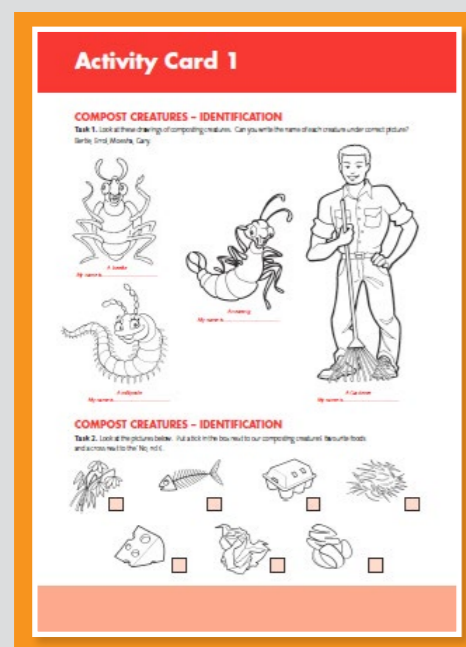 Activity Card 1
COMPOST CREATURES – IDENTIFICATION
Task 1. Look at these drawings of composting creatures. Can you write the name of each creature under correct picture?
Bertie, Errol, Moesha, Gary.
A beetle
My name is
An earwig
My name is
A millipede
My name is
A Gardener
My name is
COMPOST CREATURES – IDENTIFICATION
Task 2. Look at the pictures below. Put a tick in the box next to our composting creatures' favourite foods
and a cross next to the 'No, no's'.